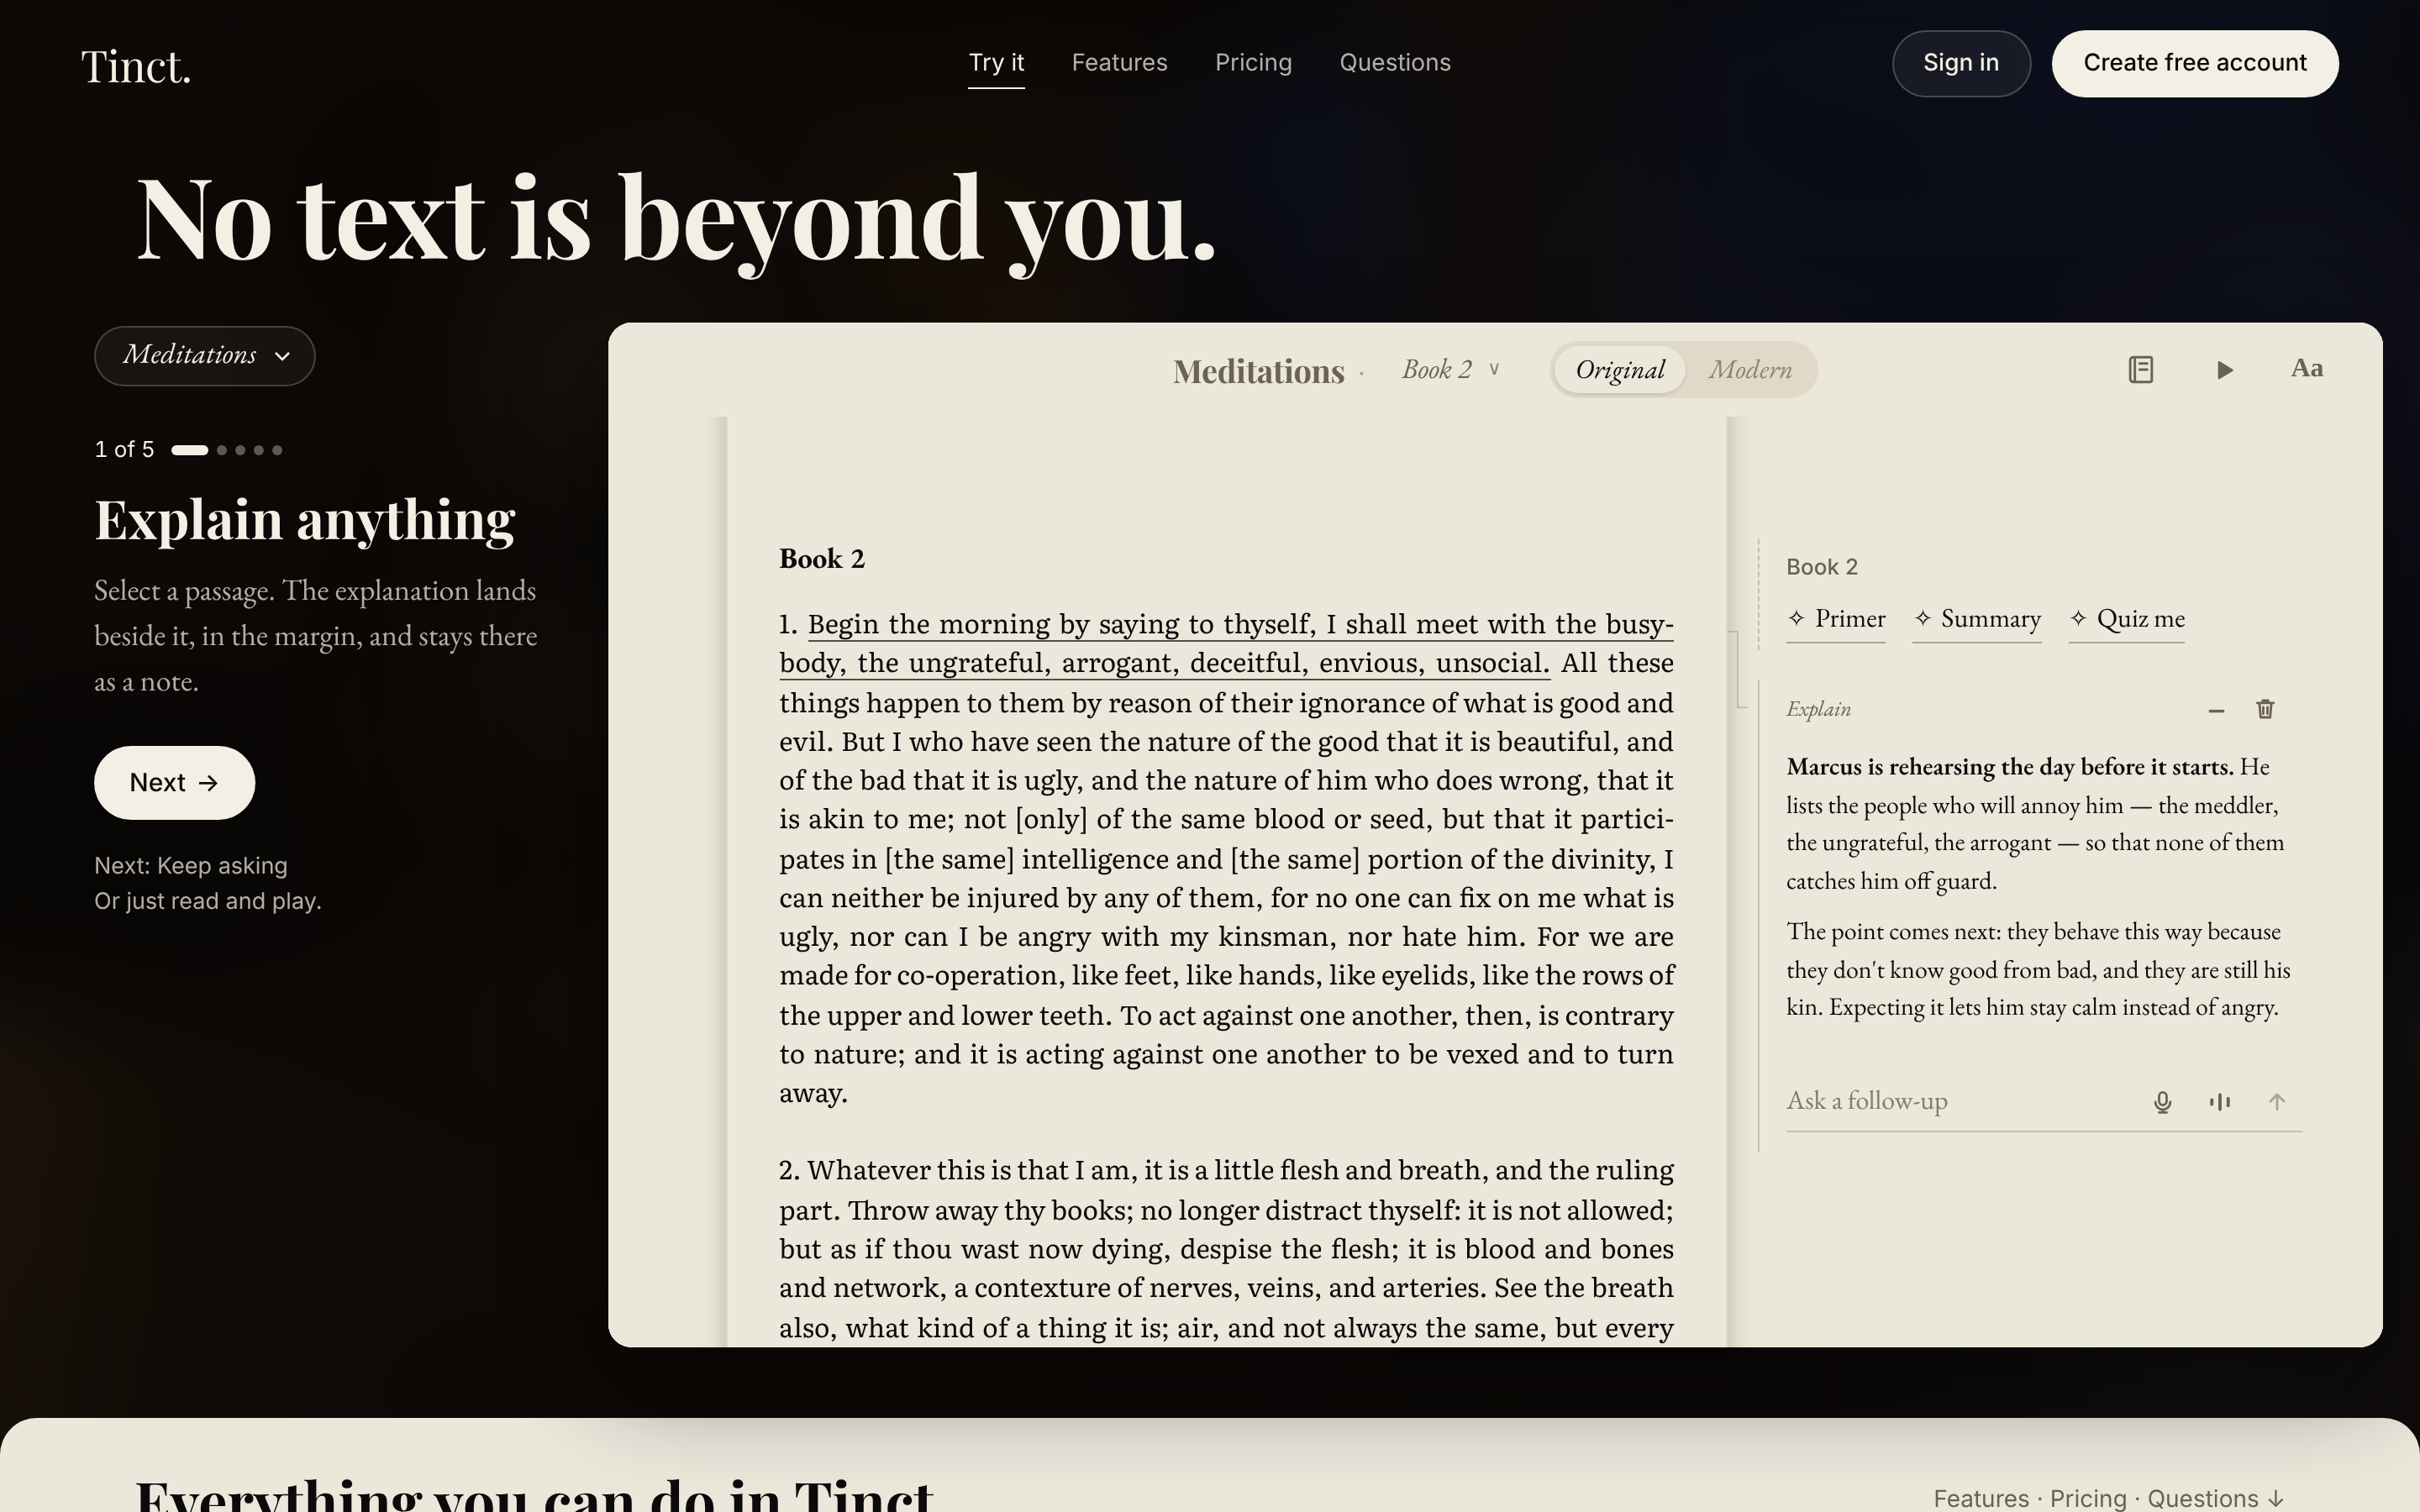 Tinct.
Try it
Features
Pricing
Questions
Sign in
Create free account
No text is beyond you.
Meditations
1 of 5
Explain anything
Select a passage. The explanation lands
beside it, in the margin, and stays there
as a note.
Next →
Next: Keep asking
Or just read and play.
Meditations · Book 2
Original
Modern
Aa
Book 2
1. Begin the morning by saying to thyself, I shall meet with the busy-
body, the ungrateful, arrogant, deceitful, envious, unsocial. All these
things happen to them by reason of their ignorance of what is good and
evil. But I who have seen the nature of the good that it is beautiful, and
of the bad that it is ugly, and the nature of him who does wrong, that it
is akin to me; not [only] of the same blood or seed, but that it partici-
pates in [the same] intelligence and [the same] portion of the divinity, I
can neither be injured by any of them, for no one can fix on me what is
ugly, nor can I be angry with my kinsman, nor hate him. For we are
made for co-operation, like feet, like hands, like eyelids, like the rows of
the upper and lower teeth. To act against one another, then, is contrary
to nature; and it is acting against one another to be vexed and to turn
away.
2. Whatever this is that I am, it is a little flesh and breath, and the ruling
part. Throw away thy books; no longer distract thyself: it is not allowed;
but as if thou wast now dying, despise the flesh; it is blood and bones
and network, a contexture of nerves, veins, and arteries. See the breath
also, what kind of a thing it is; air, and not always the same, but every
Book 2
Primer
Summary
Quiz me
Explain
Marcus is rehearsing the day before it starts. He
lists the people who will annoy him — the meddler,
the ungrateful, the arrogant — so that none of them
catches him off guard.
The point comes next: they behave this way because
they don't know good from bad, and they are still his
kin. Expecting it lets him stay calm instead of angry.
Ask a follow-up
Everything you can do in Tinct
Features · Pricing · Questions ↓